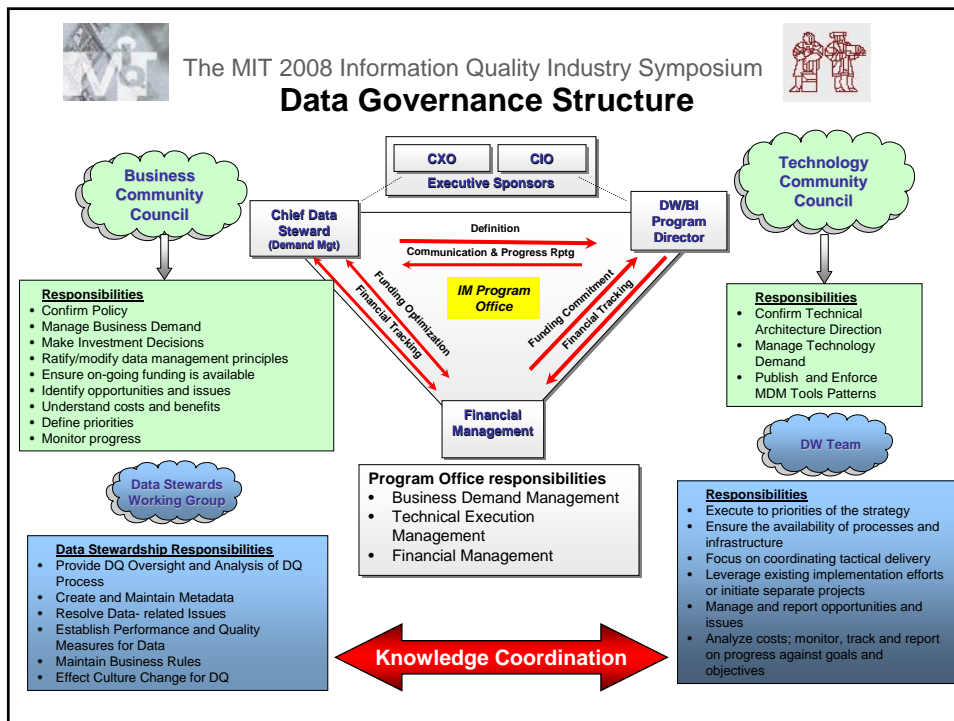 The MIT 2008 Information Quality Industry Symposium
Data Governance Structure
CXO
CIO
Executive Sponsors
Business
Community
Council
Technology
Community
Council
Chief Data
Steward
(Demand Mgt)
DW/BI
Program
Director
Definition
Communication & Progress Rptg
IM Program
Office
Funding Optimization
Financial Tracking
Funding Commitment
Financial Tracking
Financial
Management
Responsibilities
• Confirm Policy
• Manage Business Demand
• Make Investment Decisions
• Ratify/modify data management principles
• Ensure on-going funding is available
• Identify opportunities and issues
• Understand costs and benefits
• Define priorities
• Monitor progress
Responsibilities
• Confirm Technical
Architecture Direction
• Manage Technology
Demand
• Publish and Enforce
MDM Tools Patterns
Data Stewards
Working Group
DW Team
Program Office responsibilities
• Business Demand Management
• Technical Execution
Management
• Financial Management
Data Stewardship Responsibilities
• Provide DQ Oversight and Analysis of DQ
Process
• Create and Maintain Metadata
• Resolve Data- related Issues
• Establish Performance and Quality
Measures for Data
• Maintain Business Rules
• Effect Culture Change for DQ
Responsibilities
• Execute to priorities of the strategy
• Ensure the availability of processes and
infrastructure
• Focus on coordinating tactical delivery
• Leverage existing implementation efforts
or initiate separate projects
• Manage and report opportunities and
issues
• Analyze costs; monitor, track and report
on progress against goals and
objectives
Knowledge Coordination